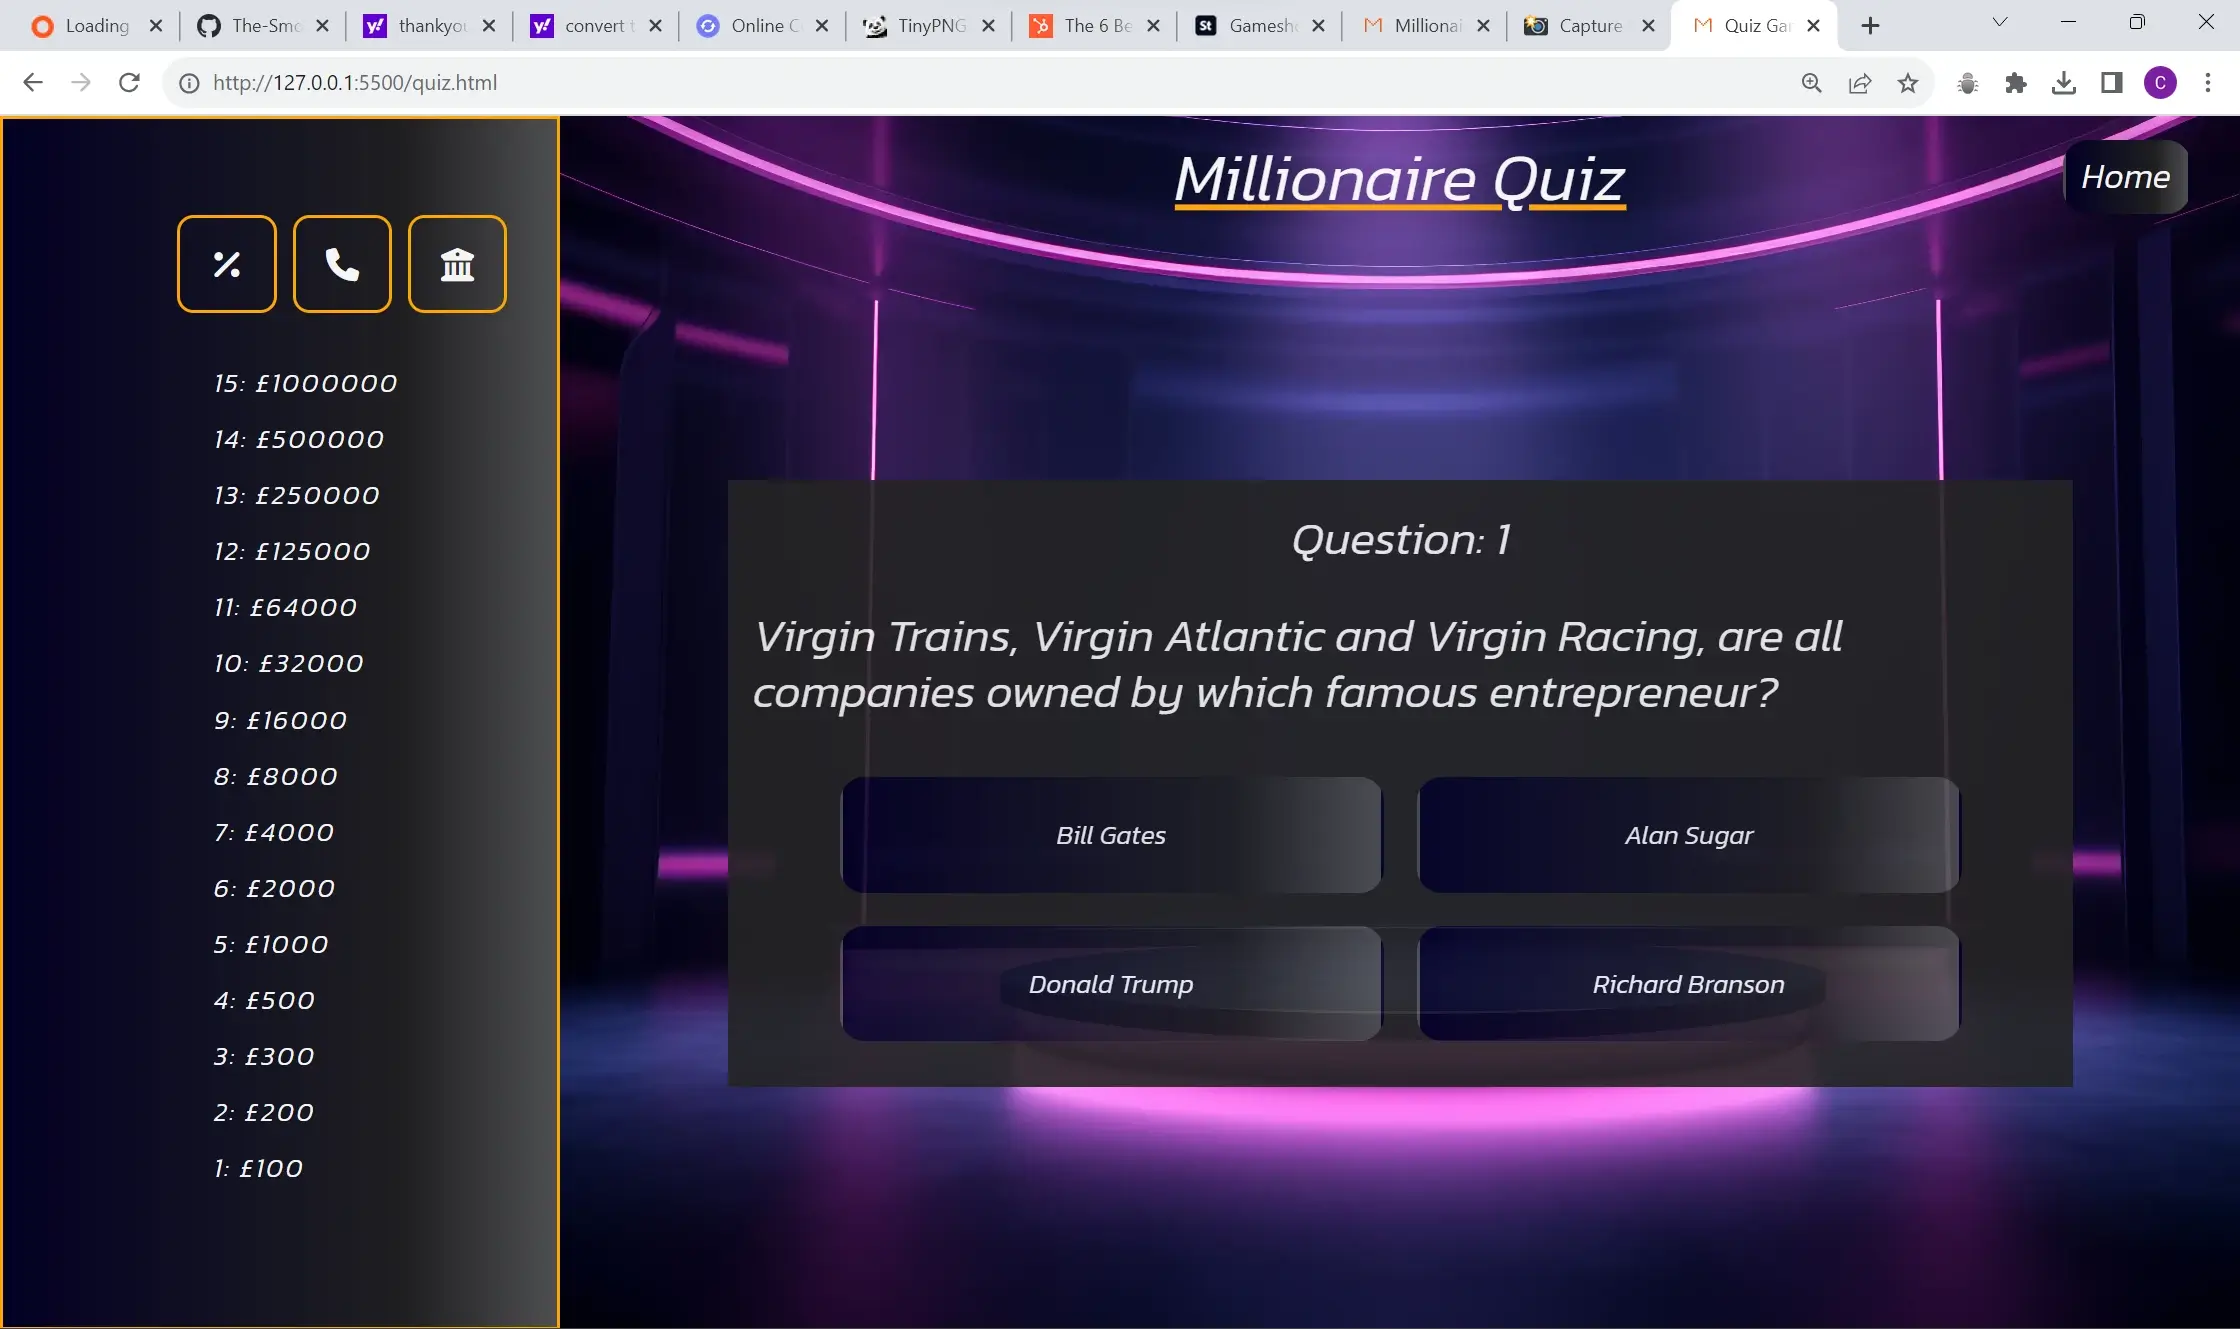 Loading
The-Smo
thankyou
convert t
Online C
TinyPNG
The 6 Be
Gamesho
Millionai
Capture
Quiz Gar
http://127.0.0.1:5500/quiz.html
C
Millionaire Quiz
Home
15: £1000000
14: £500000
13: £250000
12: £125000
11: £64000
10: £32000
9: £16000
8: £8000
7: £4000
6: £2000
5: £1000
4: £500
3: £300
2: £200
1: £100
Question: 1
Virgin Trains, Virgin Atlantic and Virgin Racing, are all
companies owned by which famous entrepreneur?
Bill Gates
Alan Sugar
Donald Trump
Richard Branson